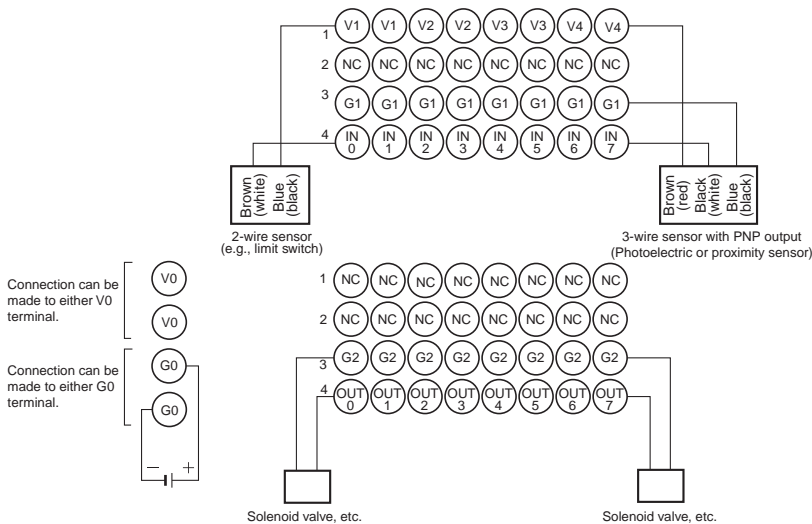 1 V1 V1 V2 V2 V3 V3 V4 V4
2 NC NC NC NC NC NC NC NC
3 G1 G1 G1 G1 G1 G1 G1 G1
4 IN 0 IN 1 IN 2 IN 3 IN 4 IN 5 IN 6 IN 7
Brown (white)
Blue (black)
2-wire sensor
(e.g., limit switch)
Brown (red)
Black (white)
Blue (black)
3-wire sensor with PNP output
(Photoelectric or proximity sensor)
Connection can be
made to either V0
terminal.
V0
V0
Connection can be
made to either G0
terminal.
G0
G0
− +
1 NC NC NC NC NC NC NC NC
2 NC NC NC NC NC NC NC NC
3 G2 G2 G2 G2 G2 G2 G2 G2
4 OUT 0 OUT 1 OUT 2 OUT 3 OUT 4 OUT 5 OUT 6 OUT 7
Solenoid valve, etc.
Solenoid valve, etc.